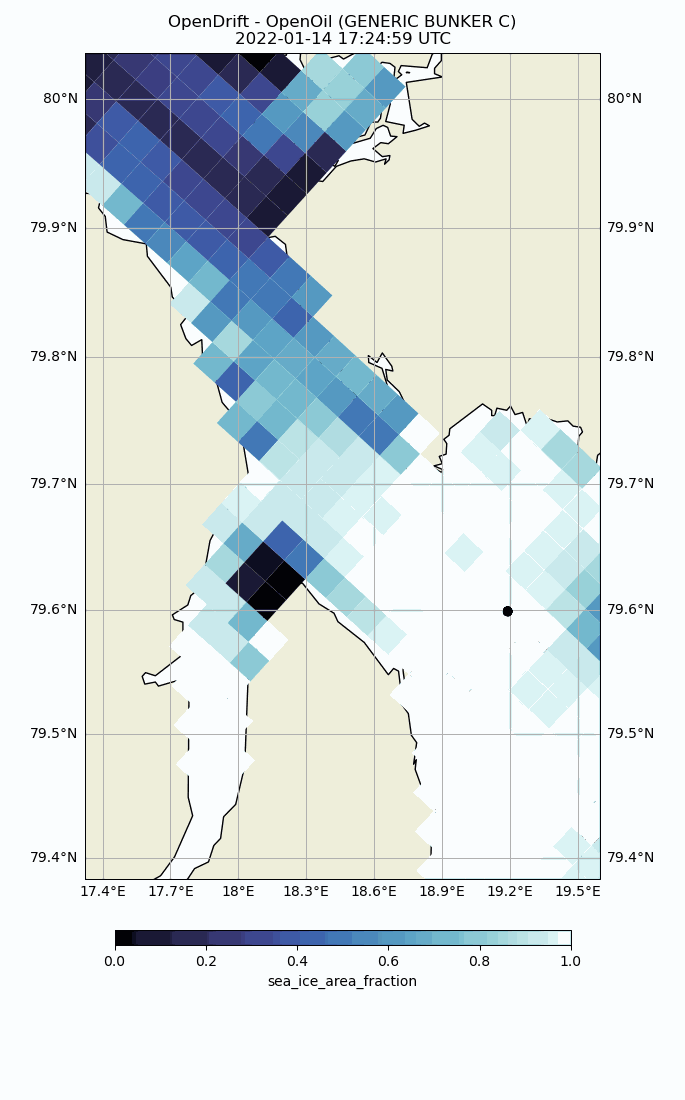 OpenDrift - OpenOil (GENERIC BUNKER C)
2022-01-14 17:24:59 UTC
80°N 80°N
79.9°N 79.9°N
79.8°N 79.8°N
79.7°N 79.7°N
79.6°N 79.6°N
79.5°N 79.5°N
79.4°N 79.4°N
17.4°E 17.7°E 18°E 18.3°E 18.6°E 18.9°E 19.2°E 19.5°E
0.0 0.2 0.4 0.6 0.8 1.0
sea_ice_area_fraction